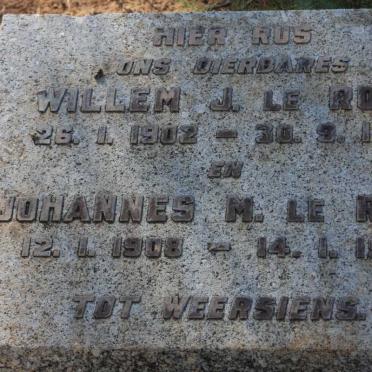 HIER RUS
ONS DIERBARES
WILLEM J. LE
26. 1. 1902 – 30. 9.
EN
JOHANNES M. LE
12. 1. 1908 – 14. 1.
TOT WEERSIENS.